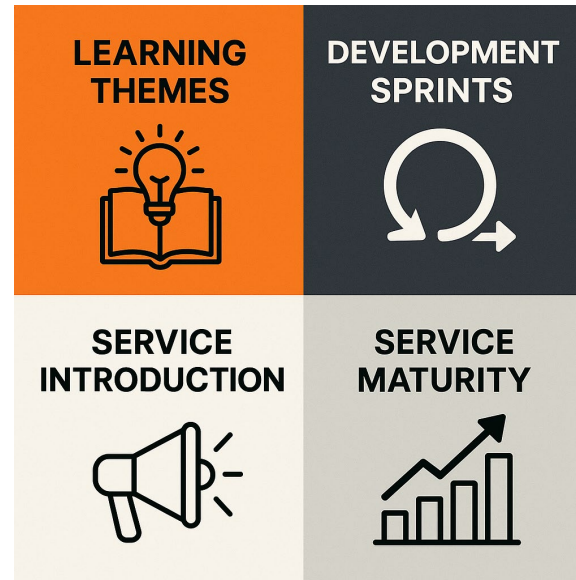 LEARNING
THEMES
DEVELOPMENT
SPRINTS
SERVICE
INTRODUCTION
SERVICE
MATURITY